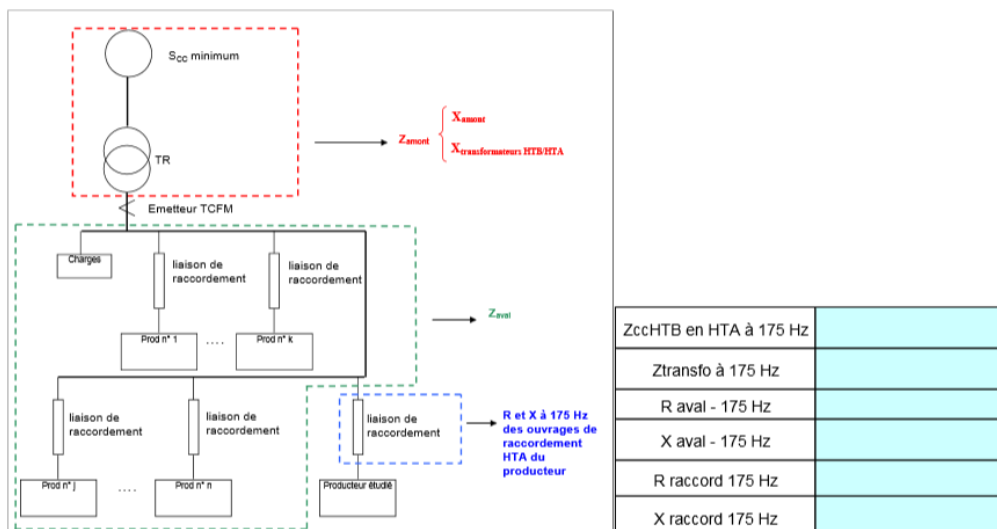 Scc minimum
TR
Zamont
Xamont
Xtransformateurs HTB/HTA
Emetteur TCFM
Charges
liaison de
raccordement
liaison de
raccordement
Prod n° 1
....
Prod n° k
Zaval
liaison de
raccordement
liaison de
raccordement
liaison de
raccordement
R et X à 175 Hz
des ouvrages de
raccordement
HTA du
producteur
Prod n° j
....
Prod n° n
Producteur étudié
ZccHTB en HTA à 175 Hz
Ztransfo à 175 Hz
R aval - 175 Hz
X aval - 175 Hz
R raccord 175 Hz
X raccord 175 Hz